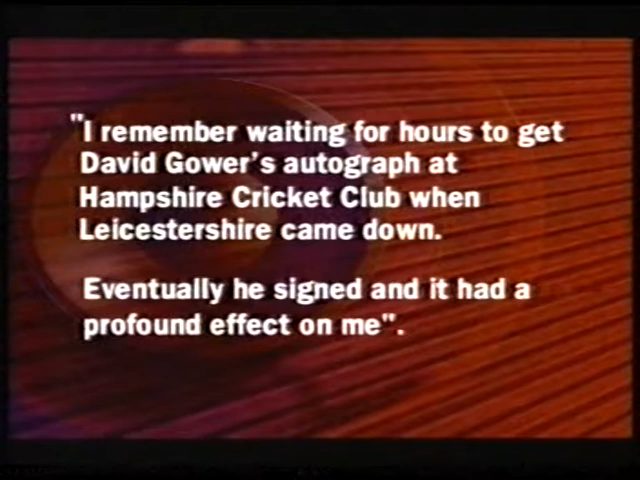 "I remember waiting for hours to get
David Gower's autograph at
Hampshire Cricket Club when
Leicestershire came down.
Eventually he signed and it had a
profound effect on me".